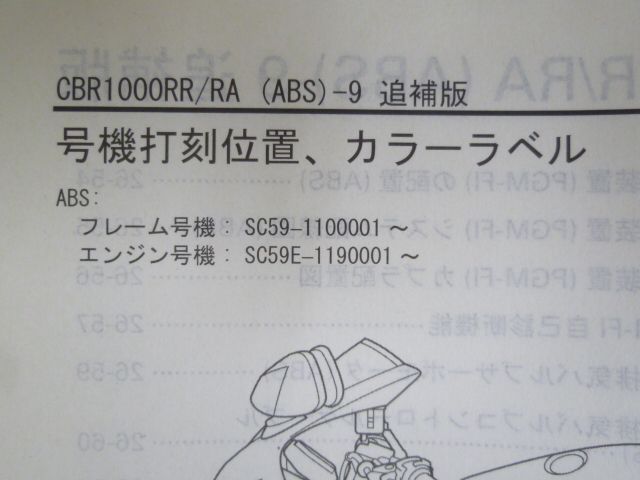 CBR1000RR/RA (ABS)-9 追補版
号機打刻位置、カラーラベル
ABS:
フレーム号機: SC59-1100001～
エンジン号機: SC59E-1190001～